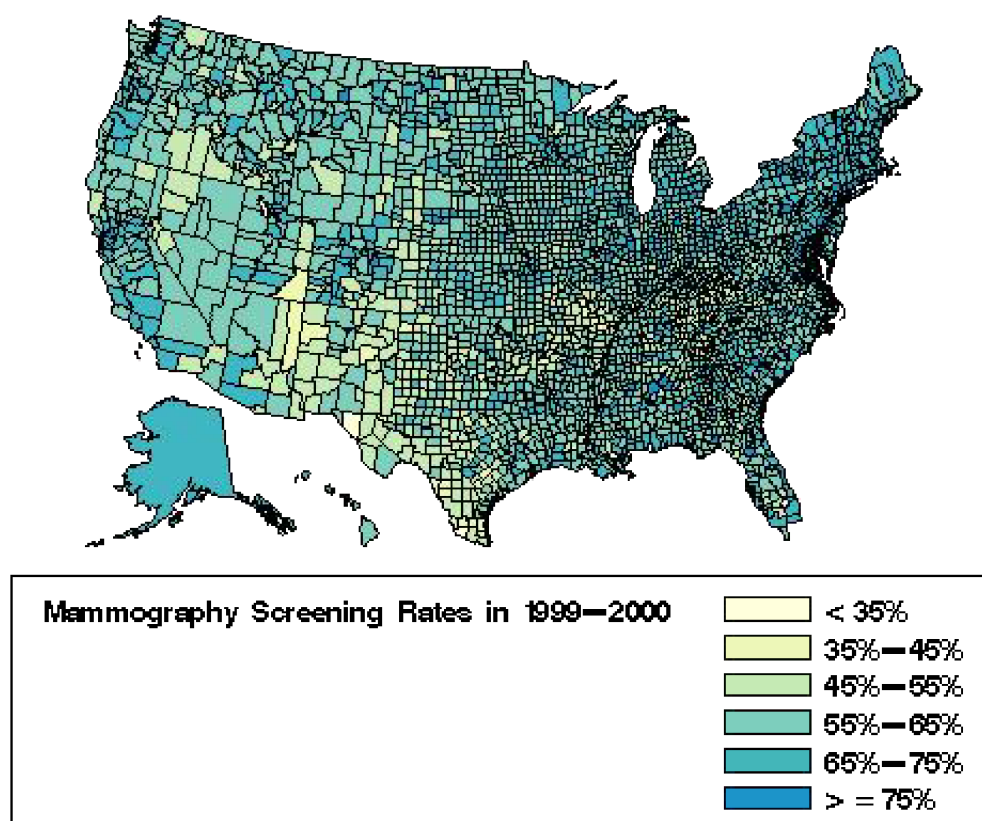 Mammography Screening Rates in 1999—2000
< 35%
35%—45%
45%—55%
55%—65%
65%—75%
> = 75%